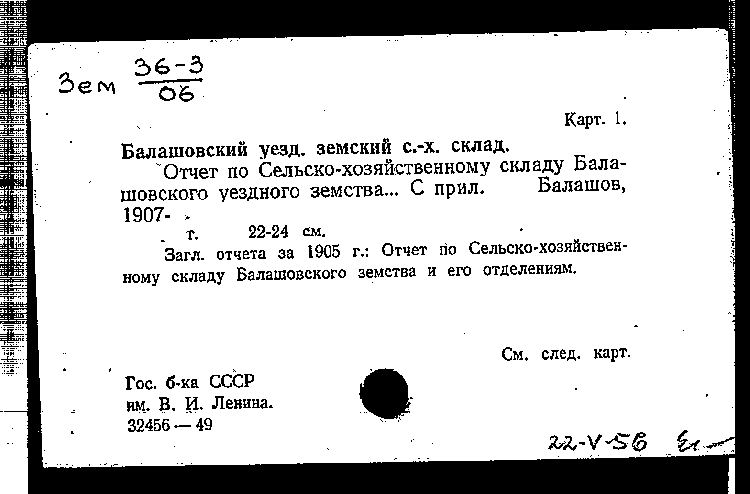 Зем 36-3
06
Карт. 1.
Балашовский уезд. земский с.-х. склад.
Отчет по Сельско-хозяйственному складу Бала-
шовского уездного земства... С прил. Балашов,
1907-
т. 22-24 см.
Загл. отчета за 1905 г.: Отчет по Сельско-хозяйствен-
ному складу Балашовского земства и его отделениям.
См. след. карт.
Гос. б-ка СССР
им. В. И. Ленина.
32456 — 49
22-V-56